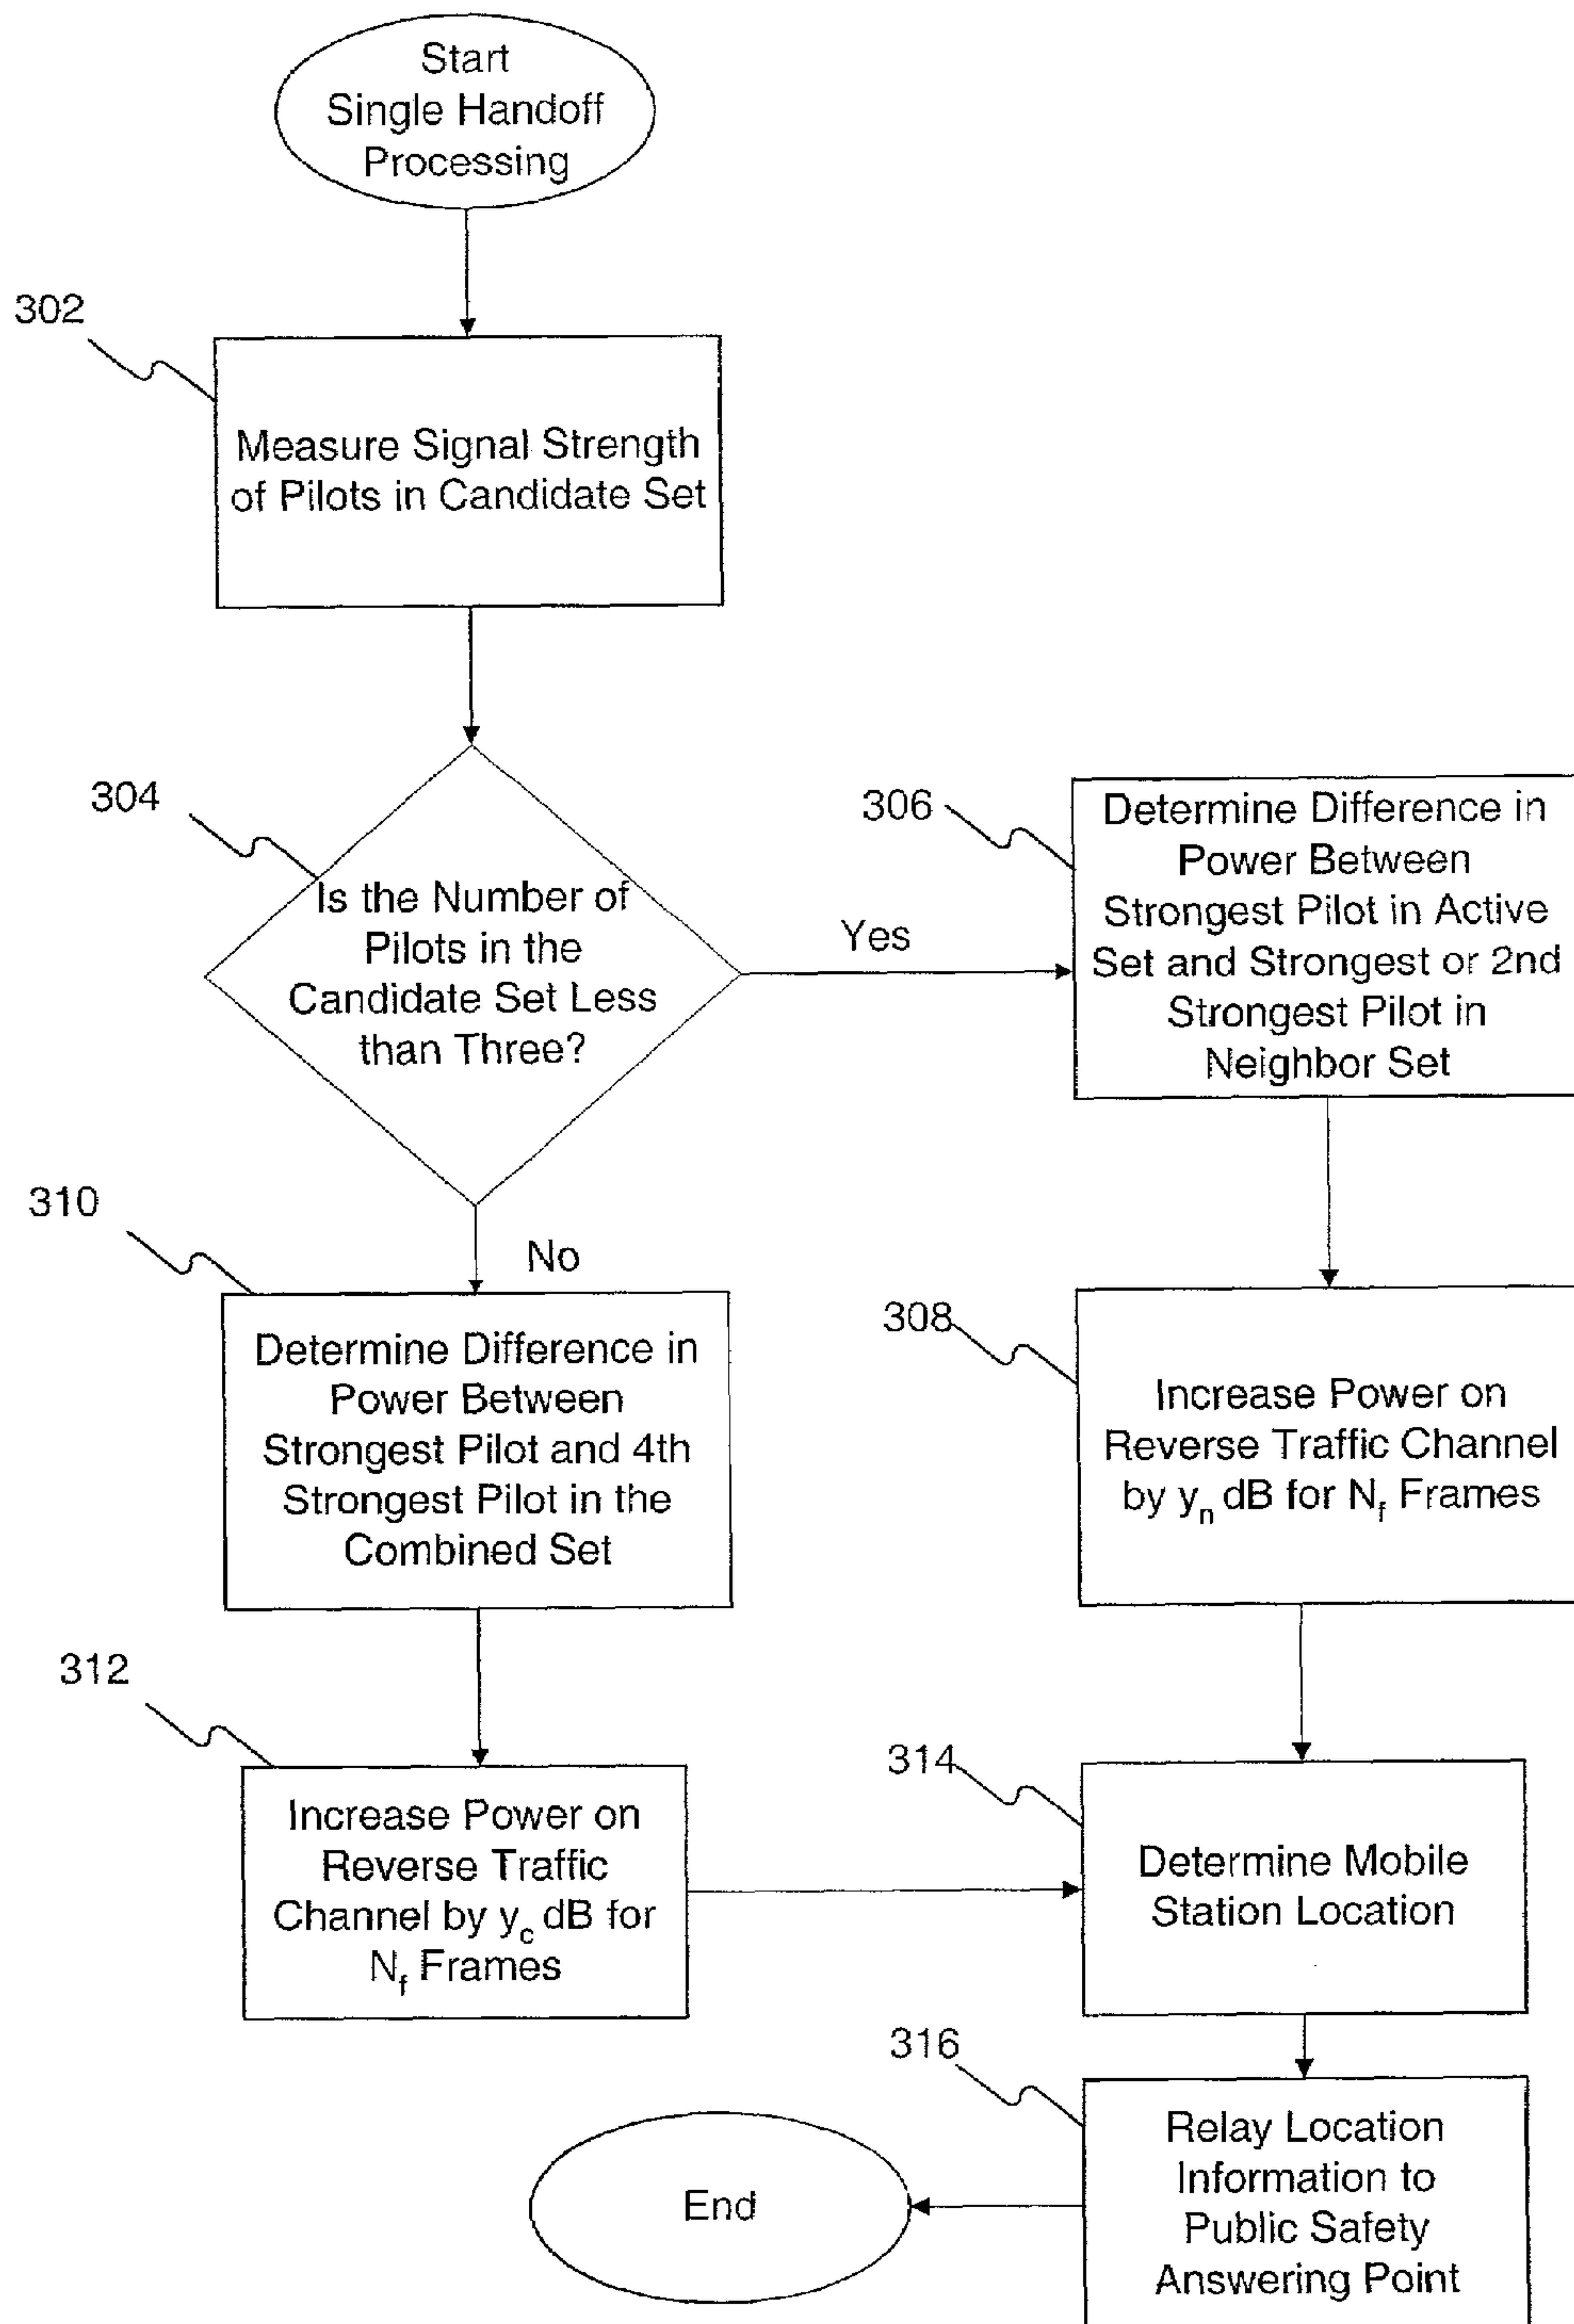 Start
Single Handoff
Processing
302
Measure Signal Strength
of Pilots in Candidate Set
304
Is the Number of
Pilots in the
Candidate Set Less
than Three?
Yes
306
Determine Difference in
Power Between
Strongest Pilot in Active
Set and Strongest or 2nd
Strongest Pilot in
Neighbor Set
310
No
Determine Difference in
Power Between
Strongest Pilot and 4th
Strongest Pilot in the
Combined Set
308
Increase Power on
Reverse Traffic Channel
by yn dB for Nf Frames
312
Increase Power on
Reverse Traffic
Channel by yc dB for
Nf Frames
314
Determine Mobile
Station Location
316
Relay Location
Information to
Public Safety
Answering Point
End